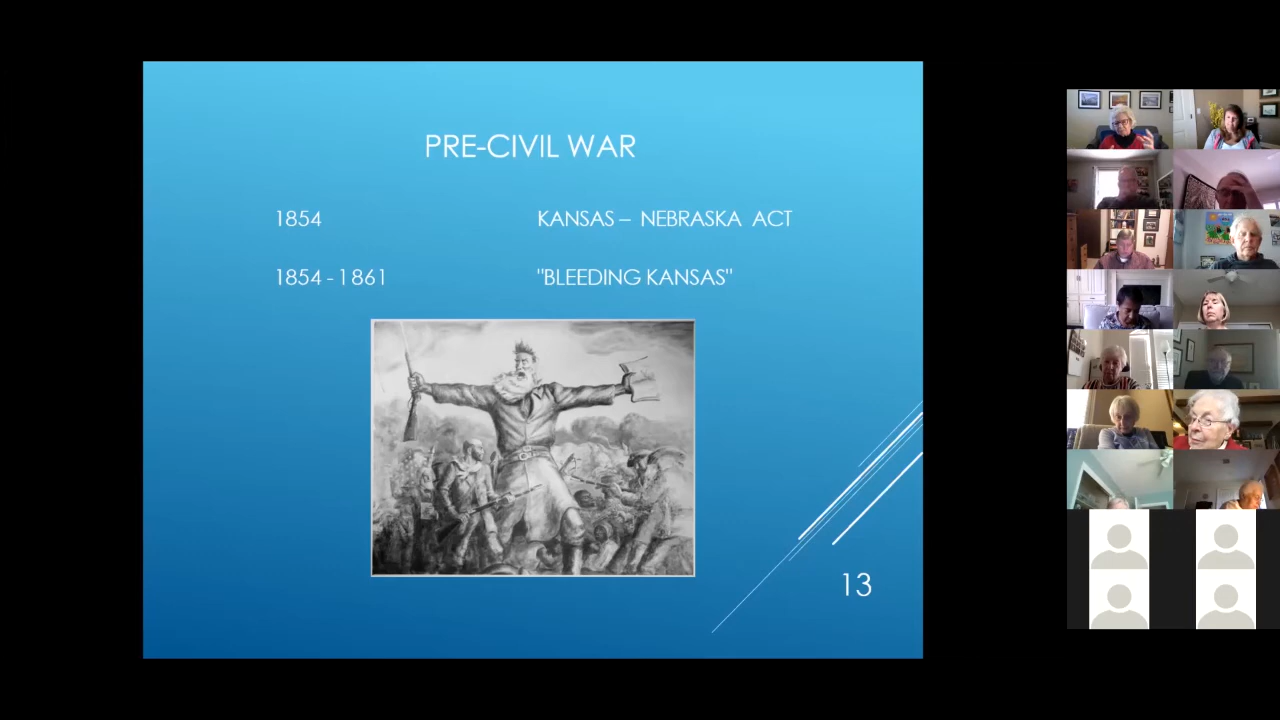 PRE-CIVIL WAR
1854 KANSAS – NEBRASKA ACT
1854 - 1861 "BLEEDING KANSAS"
13